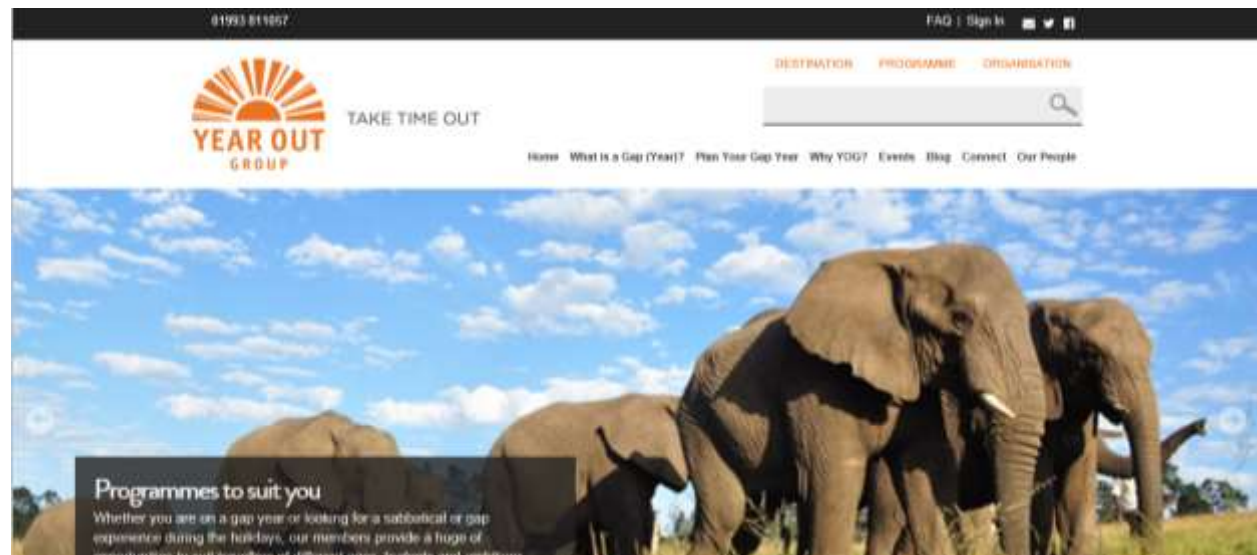 01993 811057
FAQ | Sign In
DESTINATION PROGRAMME ORGANISATION
YEAR OUT
GROUP
TAKE TIME OUT
Home What is a Gap (Year)? Plan Your Gap Year Why YOG? Events Blog Connect Our People
Programmes to suit you
Whether you are on a gap year or looking for a sabbatical or gap
experience during the holidays, our members provide a huge of